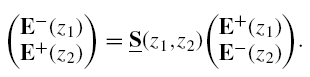 (E⁻(z₁) E⁺(z₂)) = S̲(z₁,z₂) (E⁺(z₁) E⁻(z₂)).